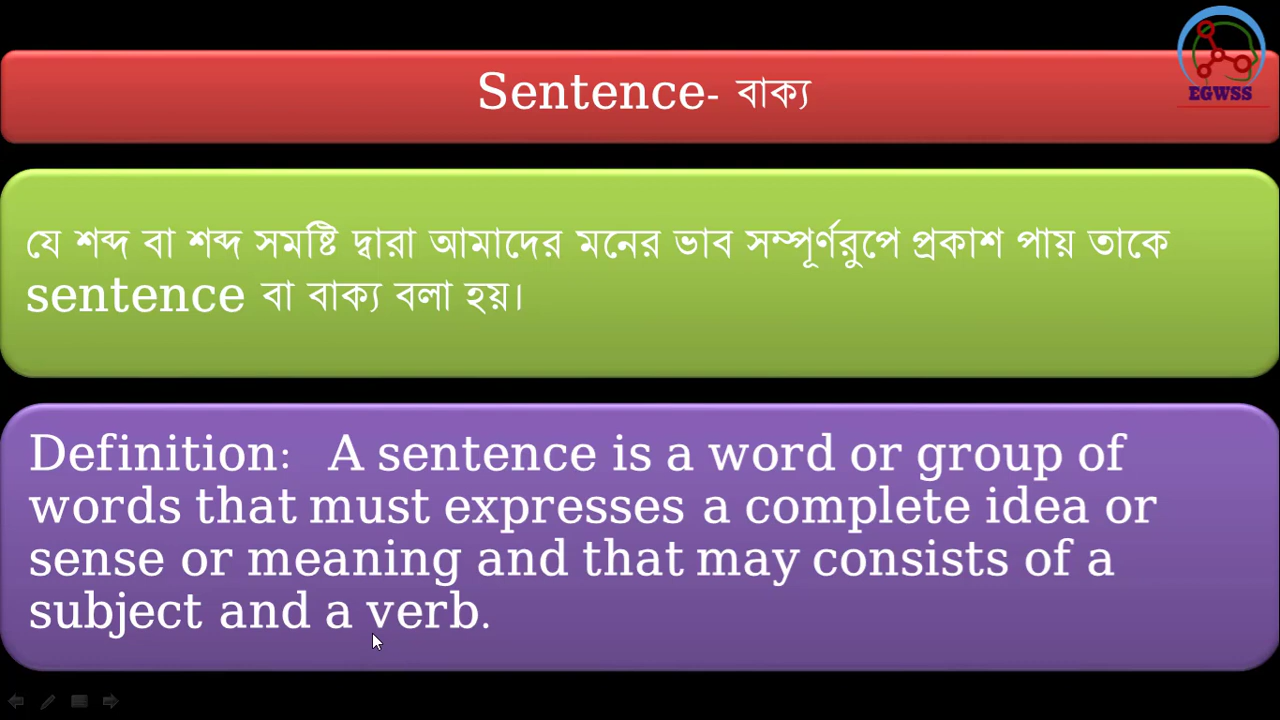 EGWSS
Sentence- বাক্য
যে শব্দ বা শব্দ সমষ্টি দ্বারা আমাদের মনের ভাব সম্পূর্ণরুপে প্রকাশ পায় তাকে
sentence বা বাক্য বলা হয়।
Definition: A sentence is a word or group of
words that must expresses a complete idea or
sense or meaning and that may consists of a
subject and a verb.